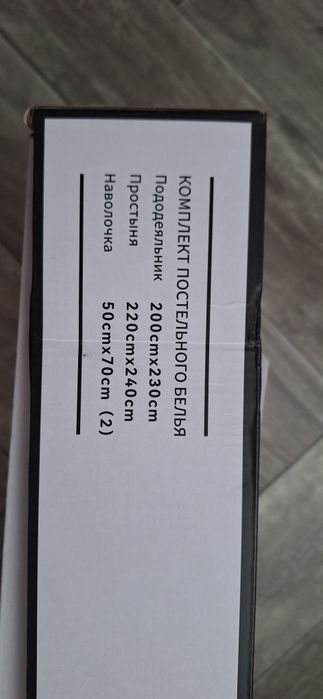 КОМПЛЕКТ ПОСТЕЛЬНОГО БЕЛЬЯ
Пододеяльник 200cmx230cm
Простыня 220cmx240cm
Наволочка 50cmx70cm (2)